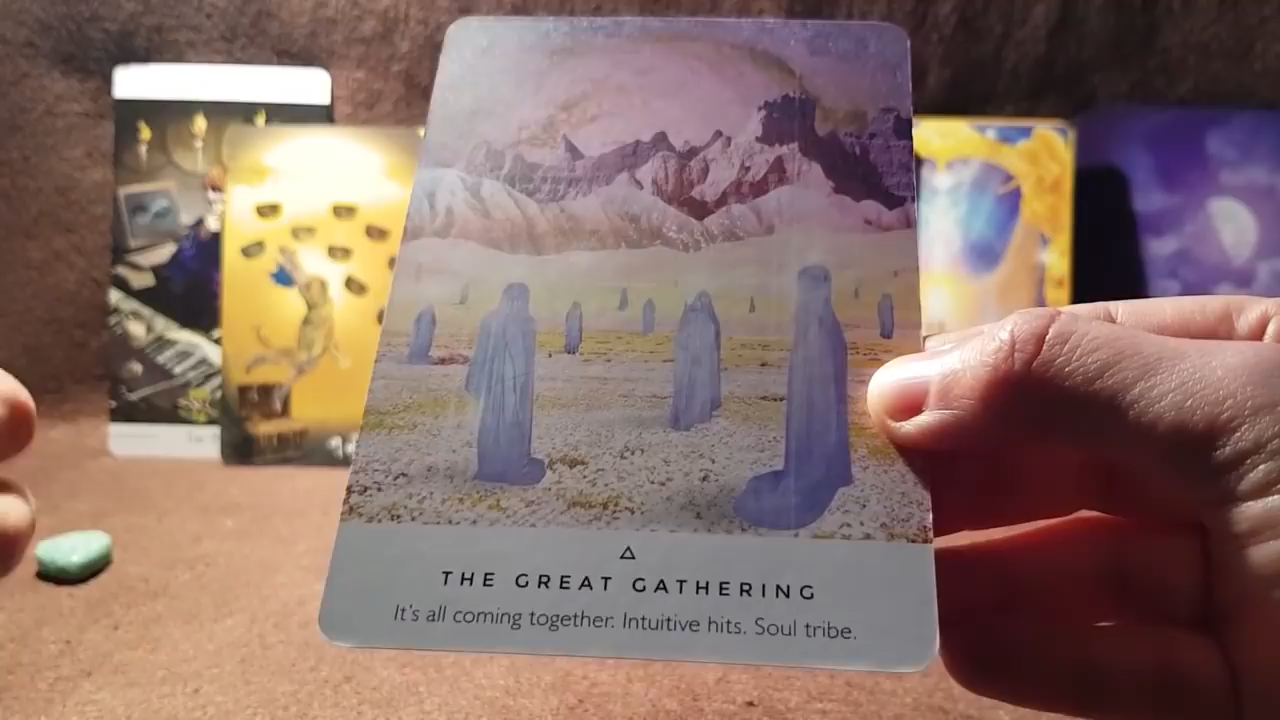 THE GREAT GATHERING
It's all coming together. Intuitive hits. Soul tribe.